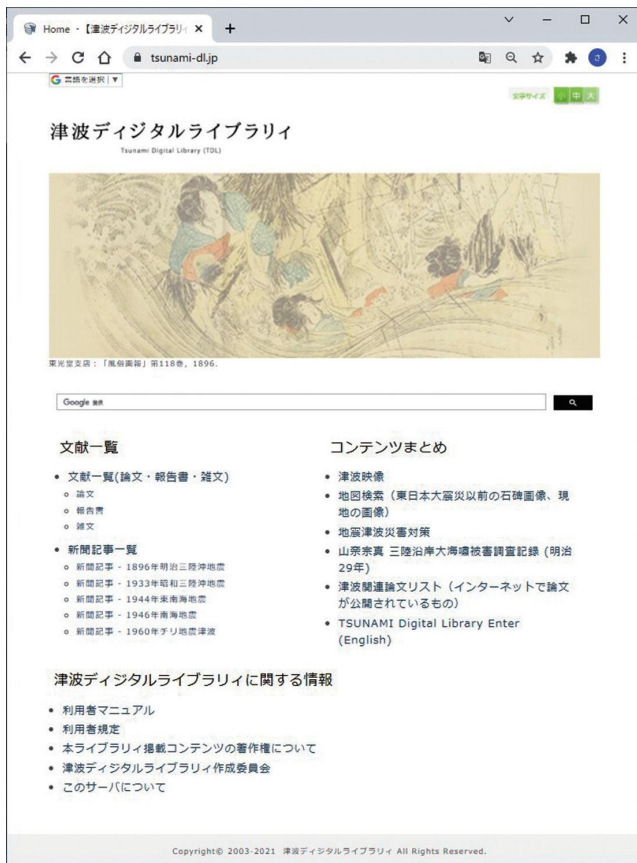 Home - 【津波ディジタルライブラリィ
tsunami-dl.jp
言語を選択 ▼
文字サイズ 小 中 大
津波ディジタルライブラリィ
Tsunami Digital Library (TDL)
東光堂支店：「風俗画報」第118巻, 1896.
Google 検索
文献一覧
• 文献一覧(論文・報告書・雑文)
論文
報告書
雑文
• 新聞記事一覧
新聞記事 - 1896年明治三陸沖地震
新聞記事 - 1933年昭和三陸沖地震
新聞記事 - 1944年東南海地震
新聞記事 - 1946年南海地震
新聞記事 - 1960年チリ地震津波
コンテンツまとめ
• 津波映像
• 地図検索（東日本大震災以前の石碑画像、現
地の画像）
• 地震津波災害対策
• 山奈宗真 三陸沿岸大海嘯被害調査記録 (明治
29年)
• 津波関連論文リスト（インターネットで論文
が公開されているもの）
• TSUNAMI Digital Library Enter
(English)
津波ディジタルライブラリィに関する情報
• 利用者マニュアル
• 利用者規定
• 本ライブラリィ掲載コンテンツの著作権について
• 津波ディジタルライブラリィ作成委員会
• このサーバについて
Copyright© 2003-2021 津波ディジタルライブラリィ All Rights Reserved.